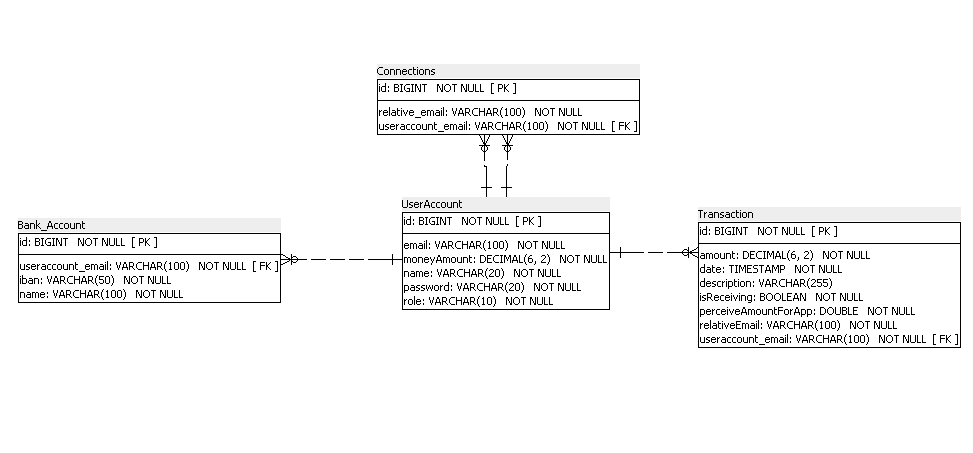 Connections
id: BIGINT NOT NULL [ PK ]
relative_email: VARCHAR(100) NOT NULL
useraccount_email: VARCHAR(100) NOT NULL [ FK ]
UserAccount
id: BIGINT NOT NULL [ PK ]
email: VARCHAR(100) NOT NULL
moneyAmount: DECIMAL(6, 2) NOT NULL
name: VARCHAR(20) NOT NULL
password: VARCHAR(20) NOT NULL
role: VARCHAR(10) NOT NULL
Bank_Account
id: BIGINT NOT NULL [ PK ]
useraccount_email: VARCHAR(100) NOT NULL [ FK ]
iban: VARCHAR(50) NOT NULL
name: VARCHAR(100) NOT NULL
Transaction
id: BIGINT NOT NULL [ PK ]
amount: DECIMAL(6, 2) NOT NULL
date: TIMESTAMP NOT NULL
description: VARCHAR(255)
isReceiving: BOOLEAN NOT NULL
perceiveAmountForApp: DOUBLE NOT NULL
relativeEmail: VARCHAR(100) NOT NULL
useraccount_email: VARCHAR(100) NOT NULL [ FK ]